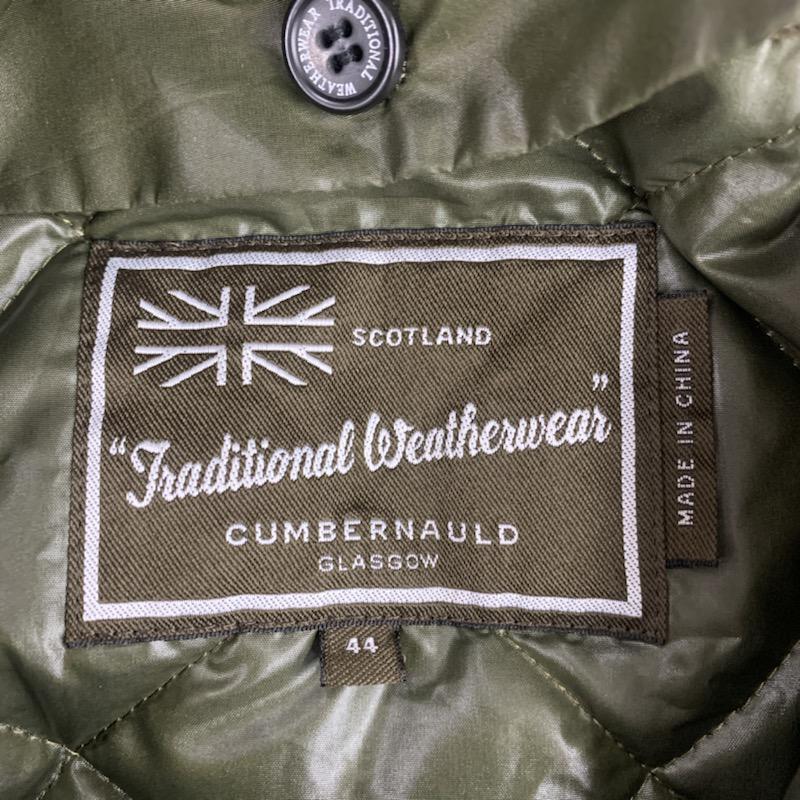 TRADITIONAL WEATHERWEAR
SCOTLAND
"Traditional Weatherwear"
CUMBERNAULD
GLASGOW
44
MADE IN CHINA